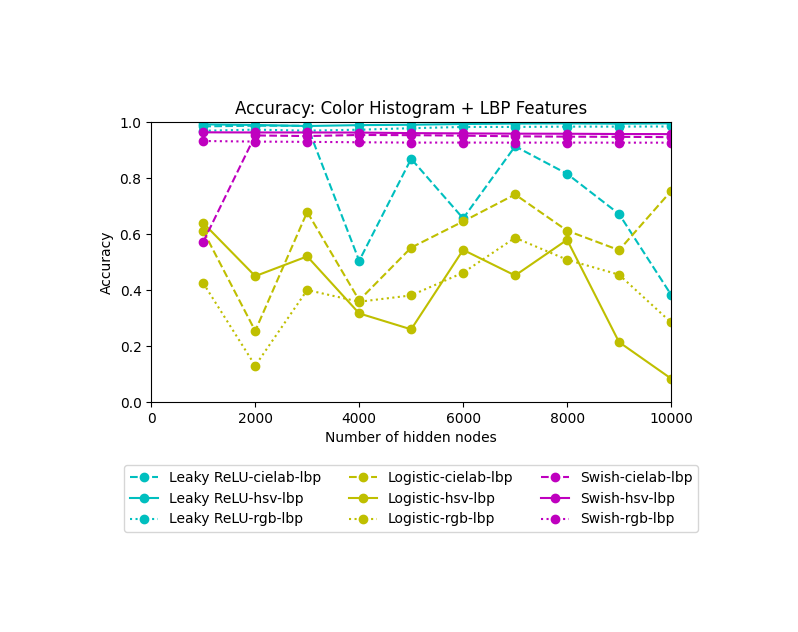 Accuracy: Color Histogram + LBP Features
1.0
0.8
0.6
0.4
0.2
0.0
Accuracy
0 2000 4000 6000 8000 10000
Number of hidden nodes
Leaky ReLU-cielab-lbp Logistic-cielab-lbp Swish-cielab-lbp
Leaky ReLU-hsv-lbp Logistic-hsv-lbp Swish-hsv-lbp
Leaky ReLU-rgb-lbp Logistic-rgb-lbp Swish-rgb-lbp